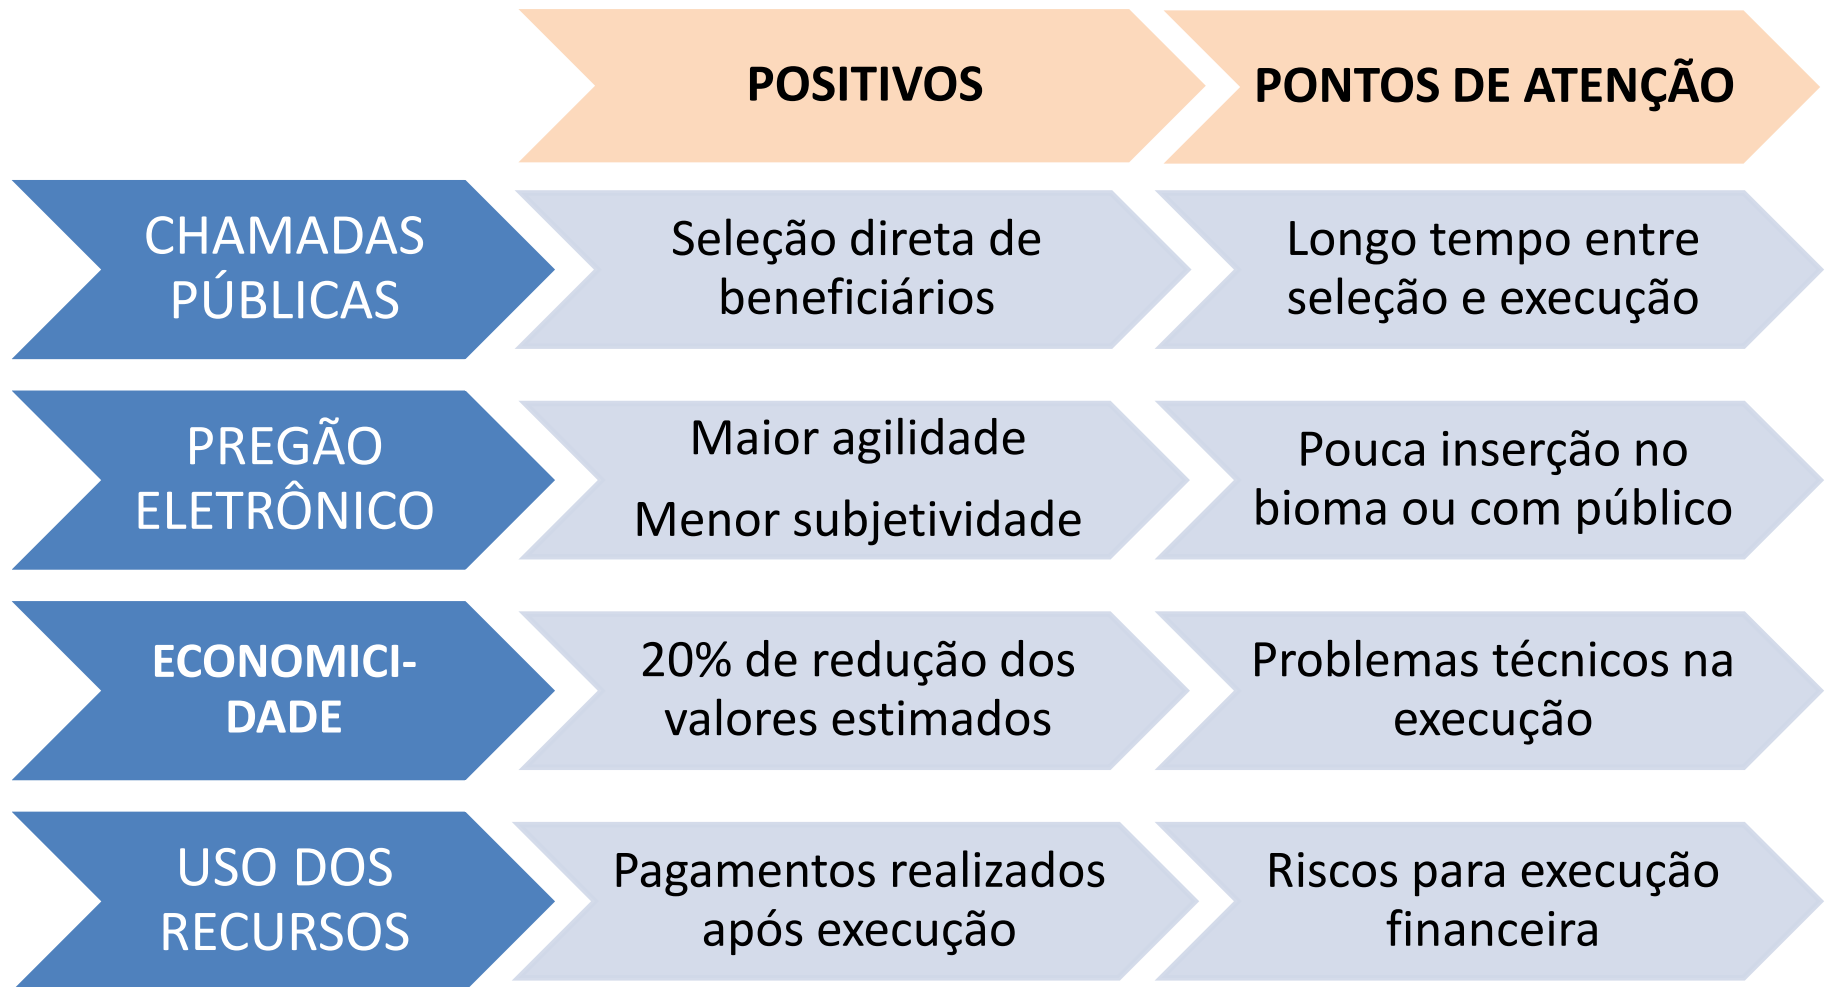 POSITIVOS
PONTOS DE ATENÇÃO
CHAMADAS
PÚBLICAS
Seleção direta de
beneficiários
Longo tempo entre
seleção e execução
PREGÃO
ELETRÔNICO
Maior agilidade
Menor subjetividade
Pouca inserção no
bioma ou com público
ECONOMICI-
DADE
20% de redução dos
valores estimados
Problemas técnicos na
execução
USO DOS
RECURSOS
Pagamentos realizados
após execução
Riscos para execução
financeira